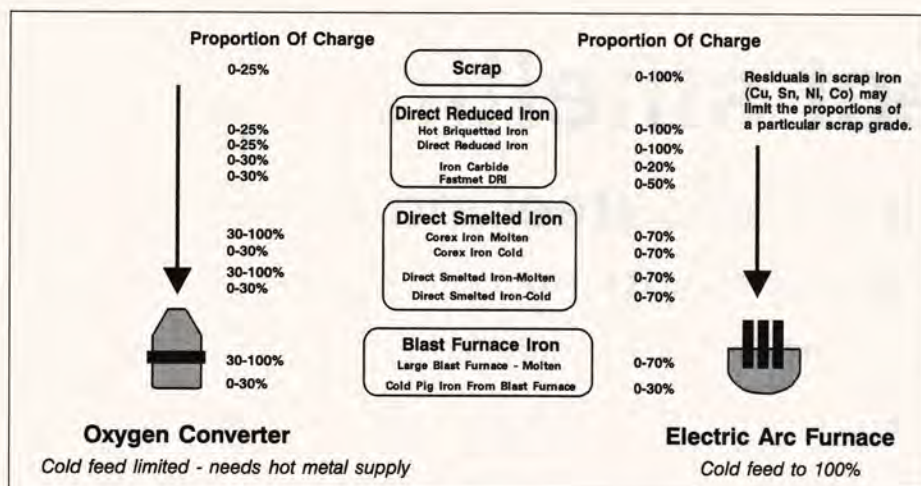 Proportion Of Charge
Proportion Of Charge
0-25%
Scrap
0-100%
Residuals in scrap iron
(Cu, Sn, Ni, Co) may
limit the proportions of
a particular scrap grade.
Direct Reduced Iron
0-25%
Hot Briquetted Iron
0-100%
0-25%
Direct Reduced Iron
0-100%
0-30%
Iron Carbide
0-20%
0-30%
Fastmet DRI
0-50%
Direct Smelted Iron
30-100%
Corex Iron Molten
0-70%
0-30%
Corex Iron Cold
0-70%
30-100%
Direct Smelted Iron-Molten
0-70%
0-30%
Direct Smelted Iron-Cold
0-70%
Blast Furnace Iron
30-100%
Large Blast Furnace - Molten
0-70%
0-30%
Cold Pig Iron From Blast Furnace
0-30%
Oxygen Converter
Cold feed limited - needs hot metal supply
Electric Arc Furnace
Cold feed to 100%